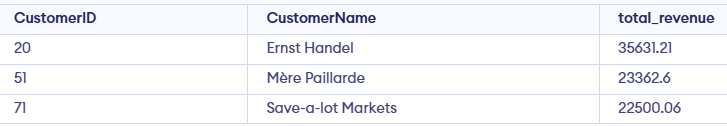 CustomerID CustomerName total_revenue
20 Ernst Handel 35631.21
51 Mère Paillarde 23362.6
71 Save-a-lot Markets 22500.06